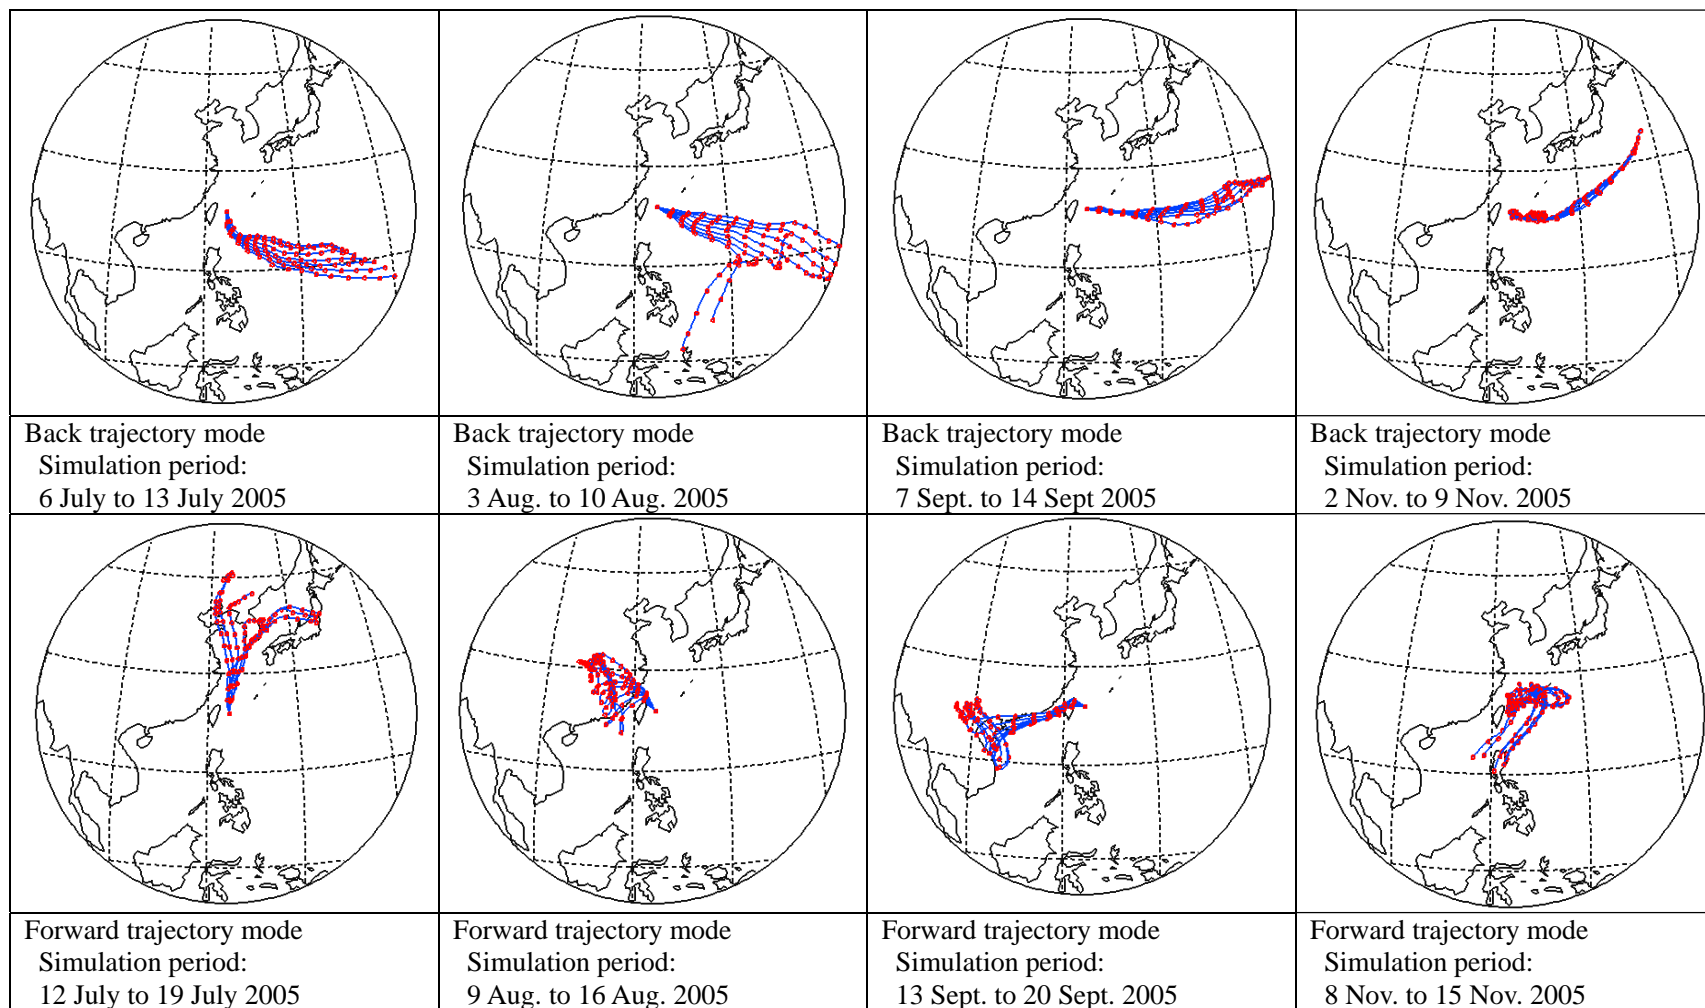 Back trajectory mode
Simulation period:
6 July to 13 July 2005
Back trajectory mode
Simulation period:
3 Aug. to 10 Aug. 2005
Back trajectory mode
Simulation period:
7 Sept. to 14 Sept 2005
Back trajectory mode
Simulation period:
2 Nov. to 9 Nov. 2005
Forward trajectory mode
Simulation period:
12 July to 19 July 2005
Forward trajectory mode
Simulation period:
9 Aug. to 16 Aug. 2005
Forward trajectory mode
Simulation period:
13 Sept. to 20 Sept. 2005
Forward trajectory mode
Simulation period:
8 Nov. to 15 Nov. 2005